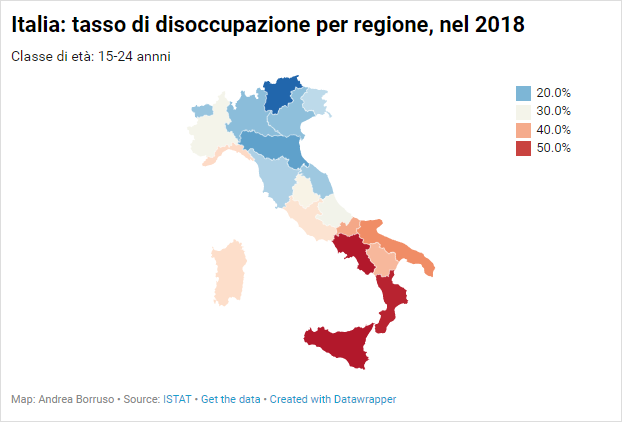 Italia: tasso di disoccupazione per regione, nel 2018
Classe di età: 15-24 annni
20.0%
30.0%
40.0%
50.0%
Map: Andrea Borruso • Source: ISTAT • Get the data • Created with Datawrapper